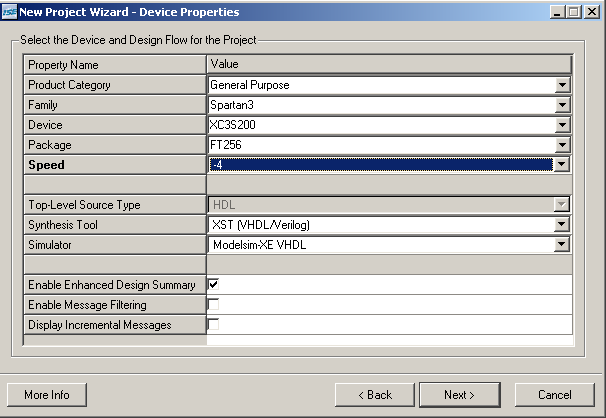 ISE New Project Wizard - Device Properties
Select the Device and Design Flow for the Project
Property Name Value
Product Category General Purpose
Family Spartan3
Device XC3S200
Package FT256
Speed -4
Top-Level Source Type HDL
Synthesis Tool XST (VHDL/Verilog)
Simulator Modelsim-XE VHDL
Enable Enhanced Design Summary
Enable Message Filtering
Display Incremental Messages
More Info < Back Next > Cancel